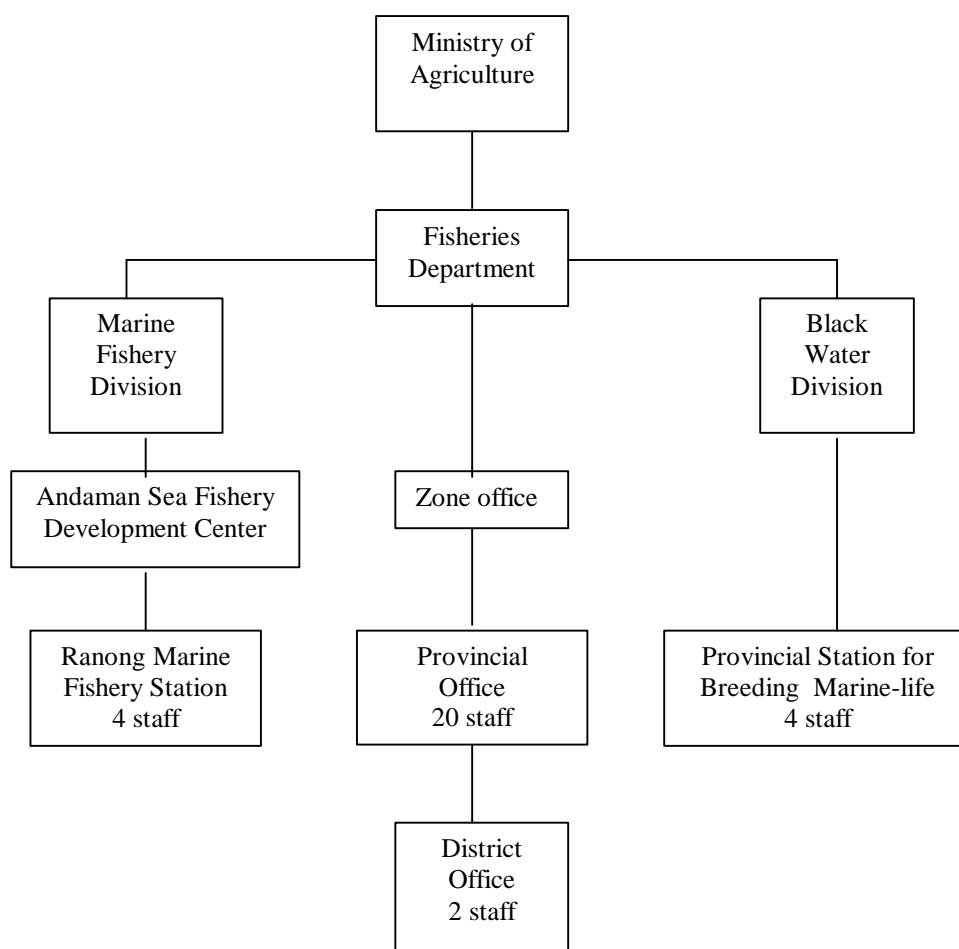 Ministry of
Agriculture
Fisheries
Department
Marine
Fishery
Division
Black
Water
Division
Andaman Sea Fishery
Development Center
Zone office
Ranong Marine
Fishery Station
4 staff
Provincial
Office
20 staff
Provincial Station for
Breeding Marine-life
4 staff
District
Office
2 staff